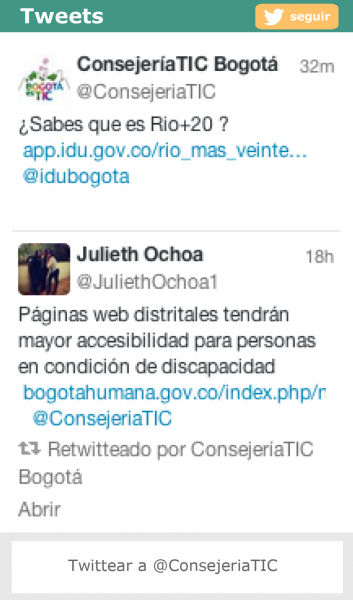 Tweets
seguir
ConsejeríaTIC Bogotá 32m
@ConsejeriaTIC
BOGOTÁ
TIC
¿Sabes que es Rio+20 ?
app.idu.gov.co/rio_mas_veinte…
@idubogota
Julieth Ochoa 18h
@JuliethOchoa1
Páginas web distritales tendrán
mayor accesibilidad para personas
en condición de discapacidad
bogotahumana.gov.co/index.php/n
@ConsejeriaTIC
Retwitteado por ConsejeríaTIC
Bogotá
Abrir
Twittear a @ConsejeriaTIC